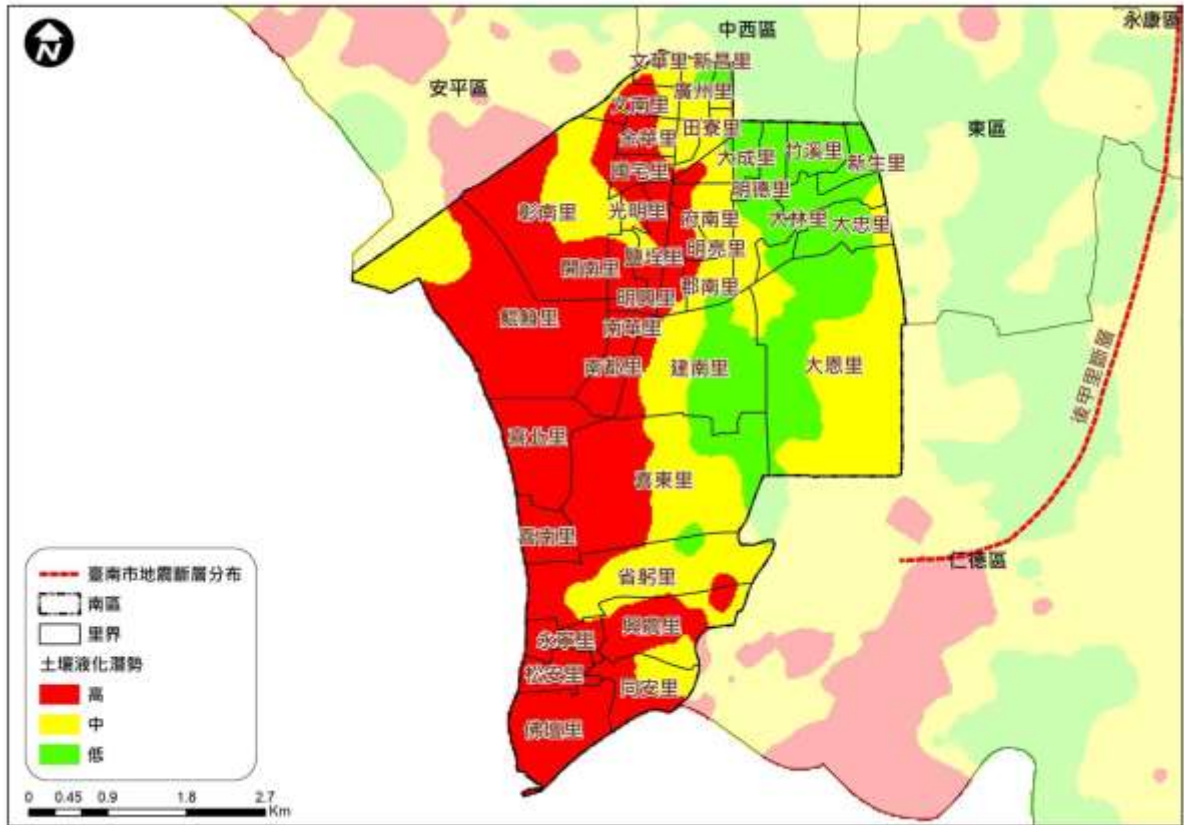 N
永康區
中西區
安平區
東區
文華里
新昌里
廣州里
文南里
田寮里
金華里
大成里
竹溪里
新生里
國宅里
明德里
彰南里
光明里
府南里
大林里
大忠里
鹽埕里
明亮里
開南里
郡南里
明興里
鯤鯓里
南華里
南都里
建南里
大恩里
後甲里斷層
喜北里
喜東里
喜南里
仁德區
省躬里
永寧里
興農里
松安里
同安里
佛壇里
臺南市地震斷層分布
南區
里界
土壤液化潛勢
高
中
低
0 0.45 0.9 1.8 2.7
Km